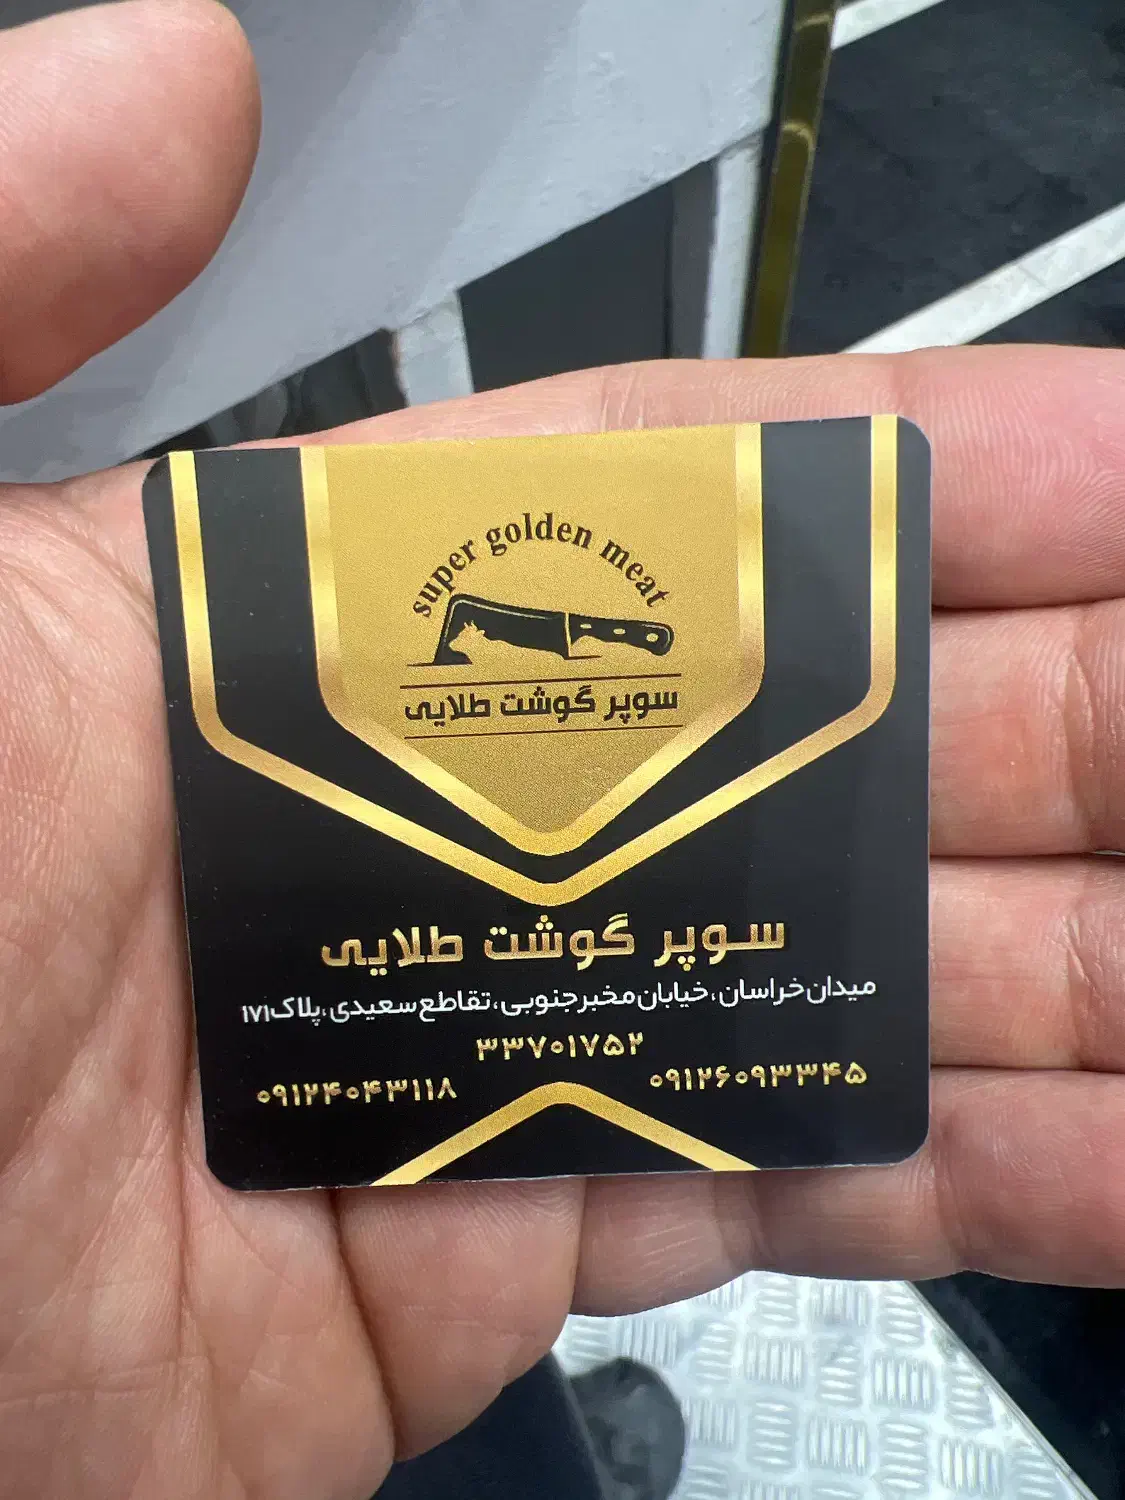 super golden meat
سوپر گوشت طلایی
سوپر گوشت طلایی
میدان خراسان، خیابان مخبر جنوبی، تقاطع سعیدی، پلاک ۱۷۱
۳۳۷۰۱۷۵۲
۰۹۱۲۶۰۹۳۳۴۵
۰۹۱۲۴۰۴۳۱۱۸